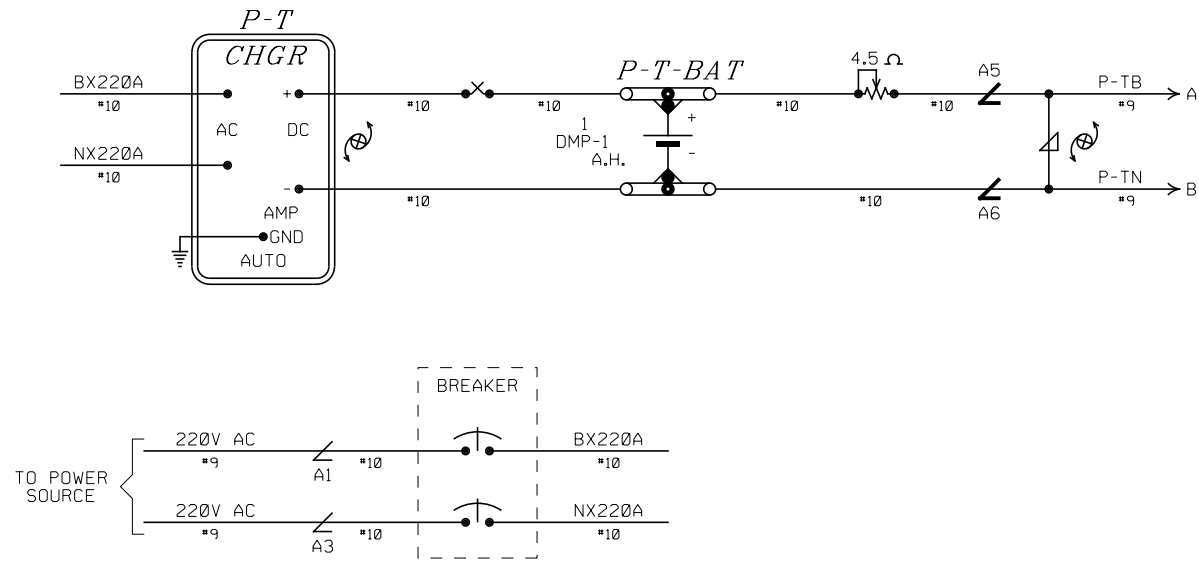 P-T
CHGR
BX220A
#10
NX220A
#10
AC
+
DC
-
AMP
GND
AUTO
#10
#10
#10
P-T-BAT
1
DMP-1
A.H.
+
-
#10
4.5 Ω
#10
#10
A5
A6
P-TB
#9
A
P-TN
#9
B
BREAKER
TO POWER
SOURCE
220V AC
#9
A1
#10
BX220A
#10
220V AC
#9
A3
#10
NX220A
#10